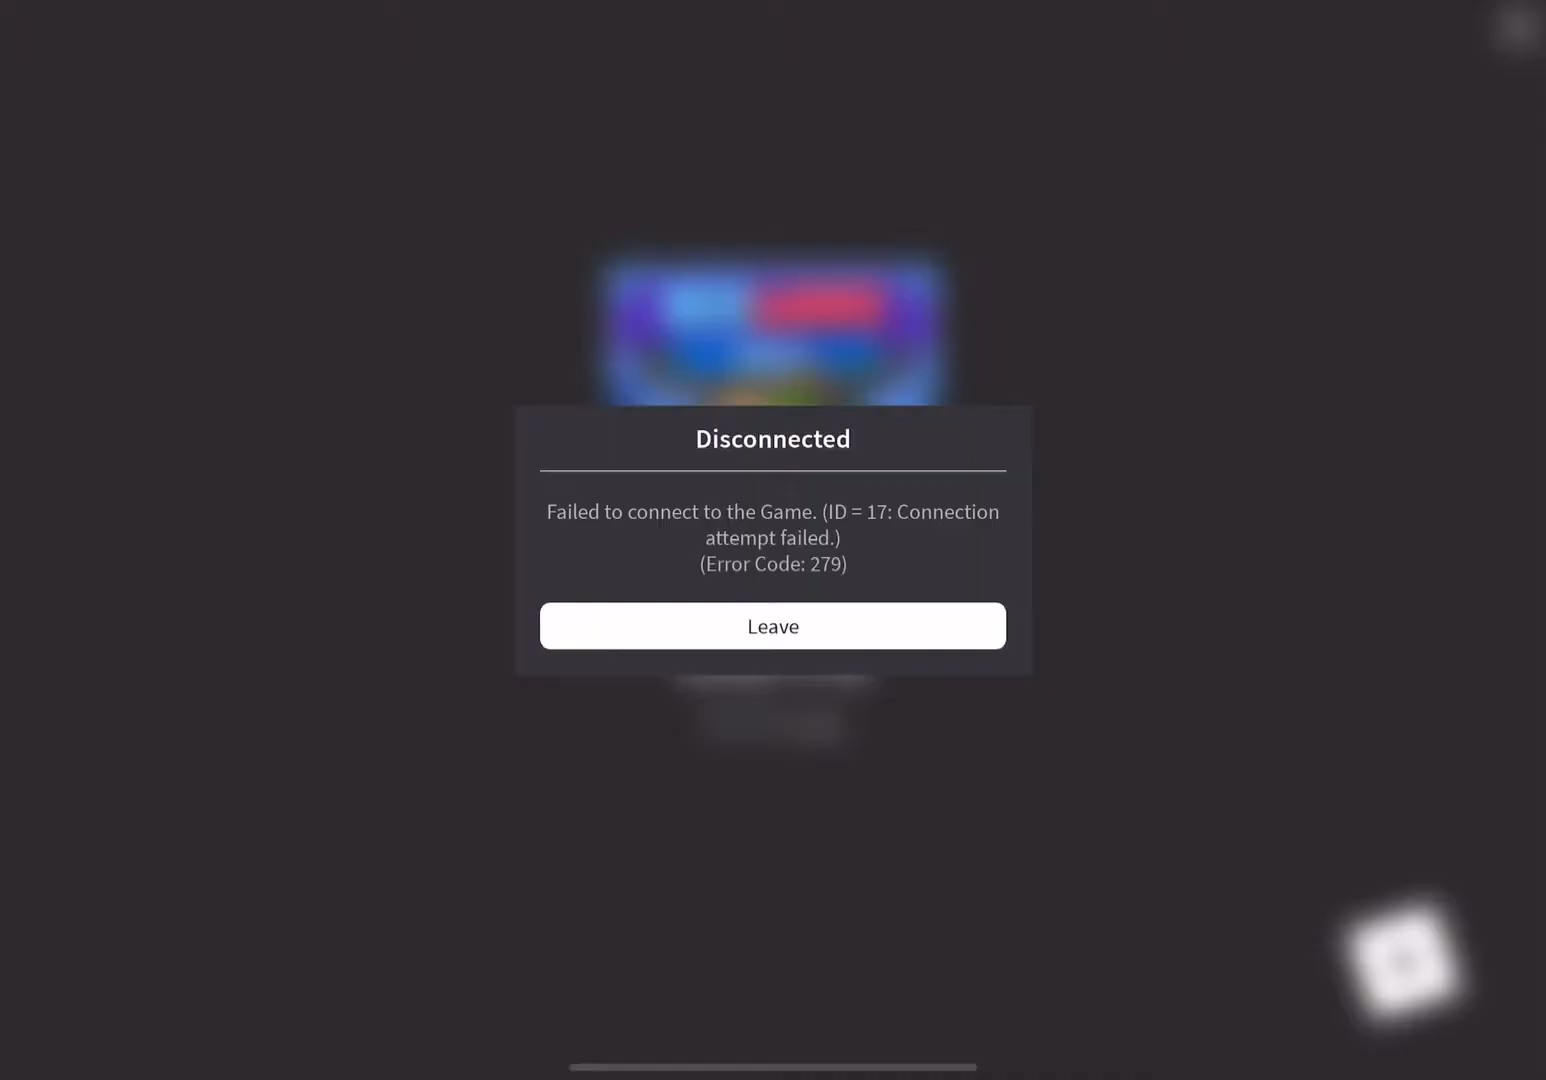 Disconnected
Failed to connect to the Game. (ID = 17: Connection
attempt failed.)
(Error Code: 279)
Leave